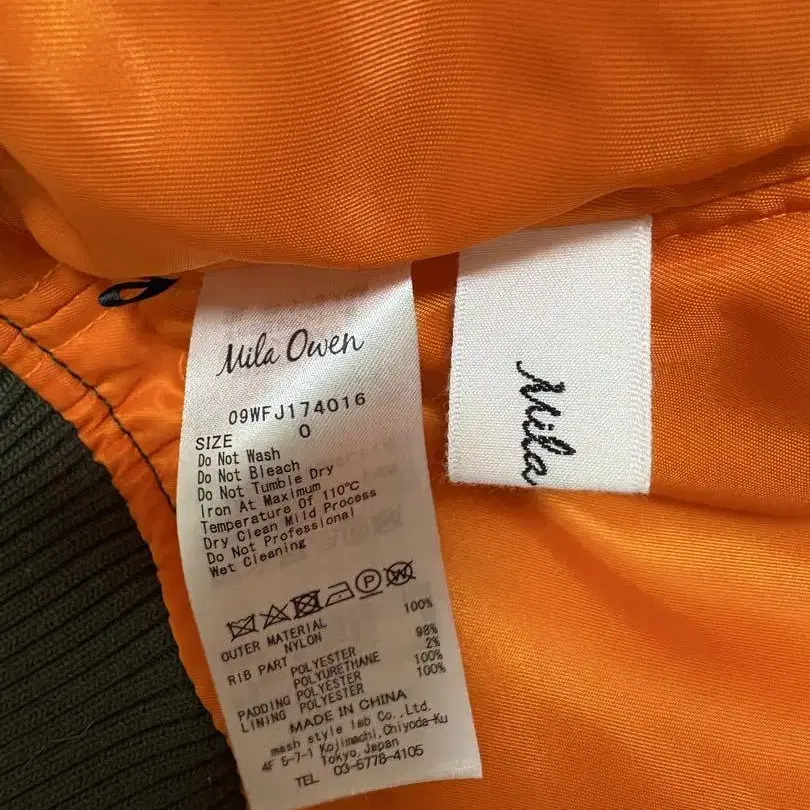 Mila Owen
09WFJ174016
SIZE 0
Do Not Wash
Do Not Bleach
Do Not Tumble Dry
Iron At Maximum
Temperature Of 110℃
Dry Clean Mild Process
Do Not Professional
Wet Cleaning
P W
OUTER MATERIAL
NYLON 100%
RIB PART POLYESTER 98%
POLYURETHANE 2%
PADDING POLYESTER 100%
LINING POLYESTER 100%
MADE IN CHINA
mash style lab Co.,Ltd.
4F 5-7-1 Kojimachi,Chiyoda-Ku
Tokyo,Japan
TEL 03-6778-4105
Mila